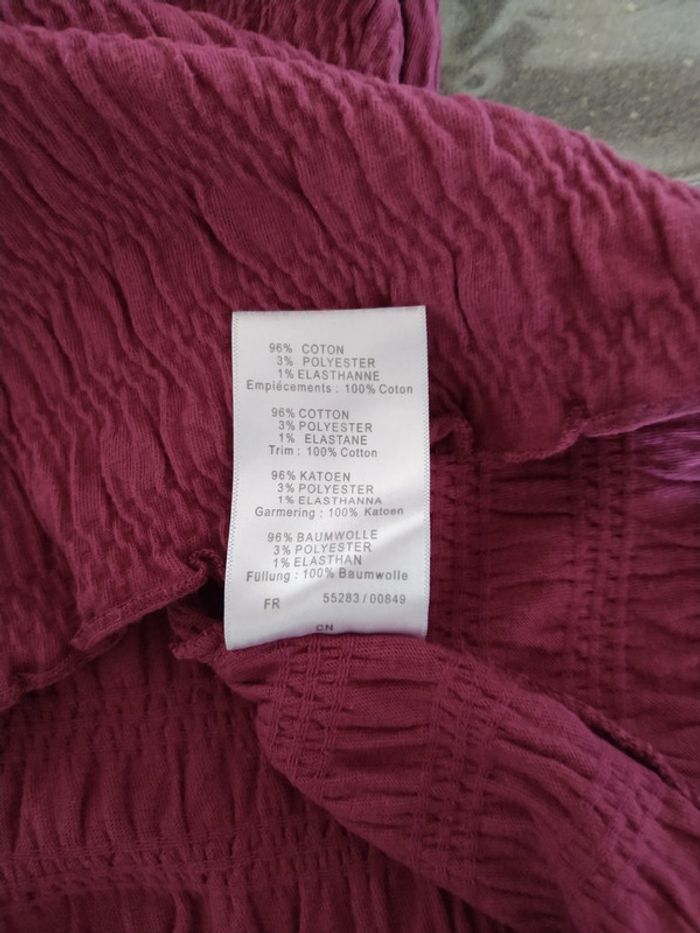 96% COTON
3% POLYESTER
1% ELASTHANNE
Empiécements : 100% Coton
96% COTTON
3% POLYESTER
1% ELASTANE
Trim : 100% Cotton
96% KATOEN
3% POLYESTER
1% ELASTHANNA
Garmering : 100% Katoen
96% BAUMWOLLE
3% POLYESTER
1% ELASTHAN
Füllung : 100% Baumwolle
FR 55283/00849
CN